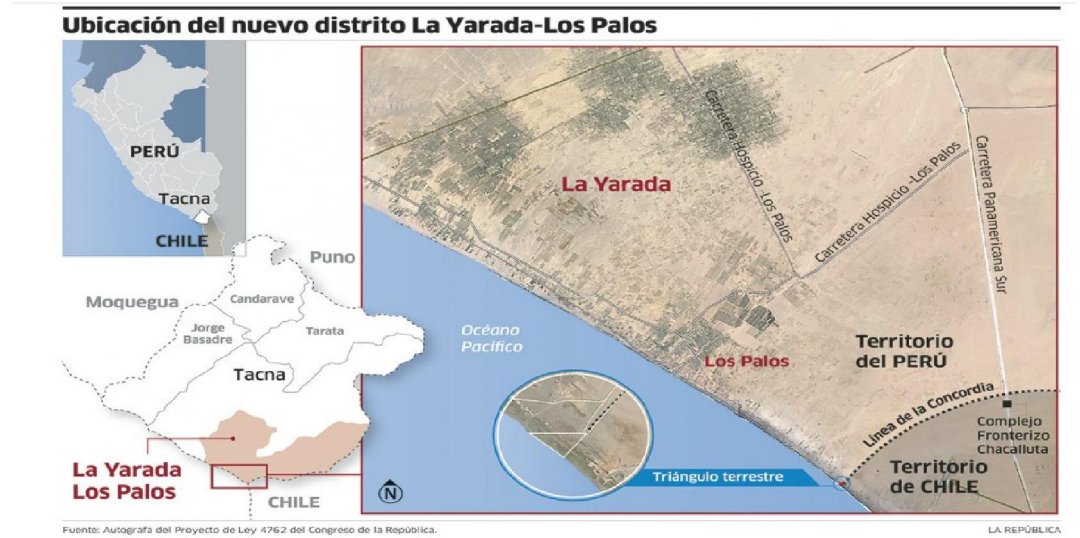 Ubicación del nuevo distrito La Yarada-Los Palos
PERÚ
Tacna
CHILE
Puno
Moquegua
Candarave
Jorge
Basadre
Tarata
Tacna
La Yarada
Los Palos
CHILE
N
La Yarada
Carretera Hospicio -Los Palos
Carretera Hospicio -Los Palos
Carretera Panamericana Sur
Océano
Pacífico
Los Palos
Territorio
del PERÚ
Línea de la Concordia
Complejo
Fronterizo
Chacalluta
Territorio
de CHILE
Triángulo terrestre
Fuente: Autografa del Proyecto de Ley 4762 del Congreso de la República.
LA REPÚBLICA